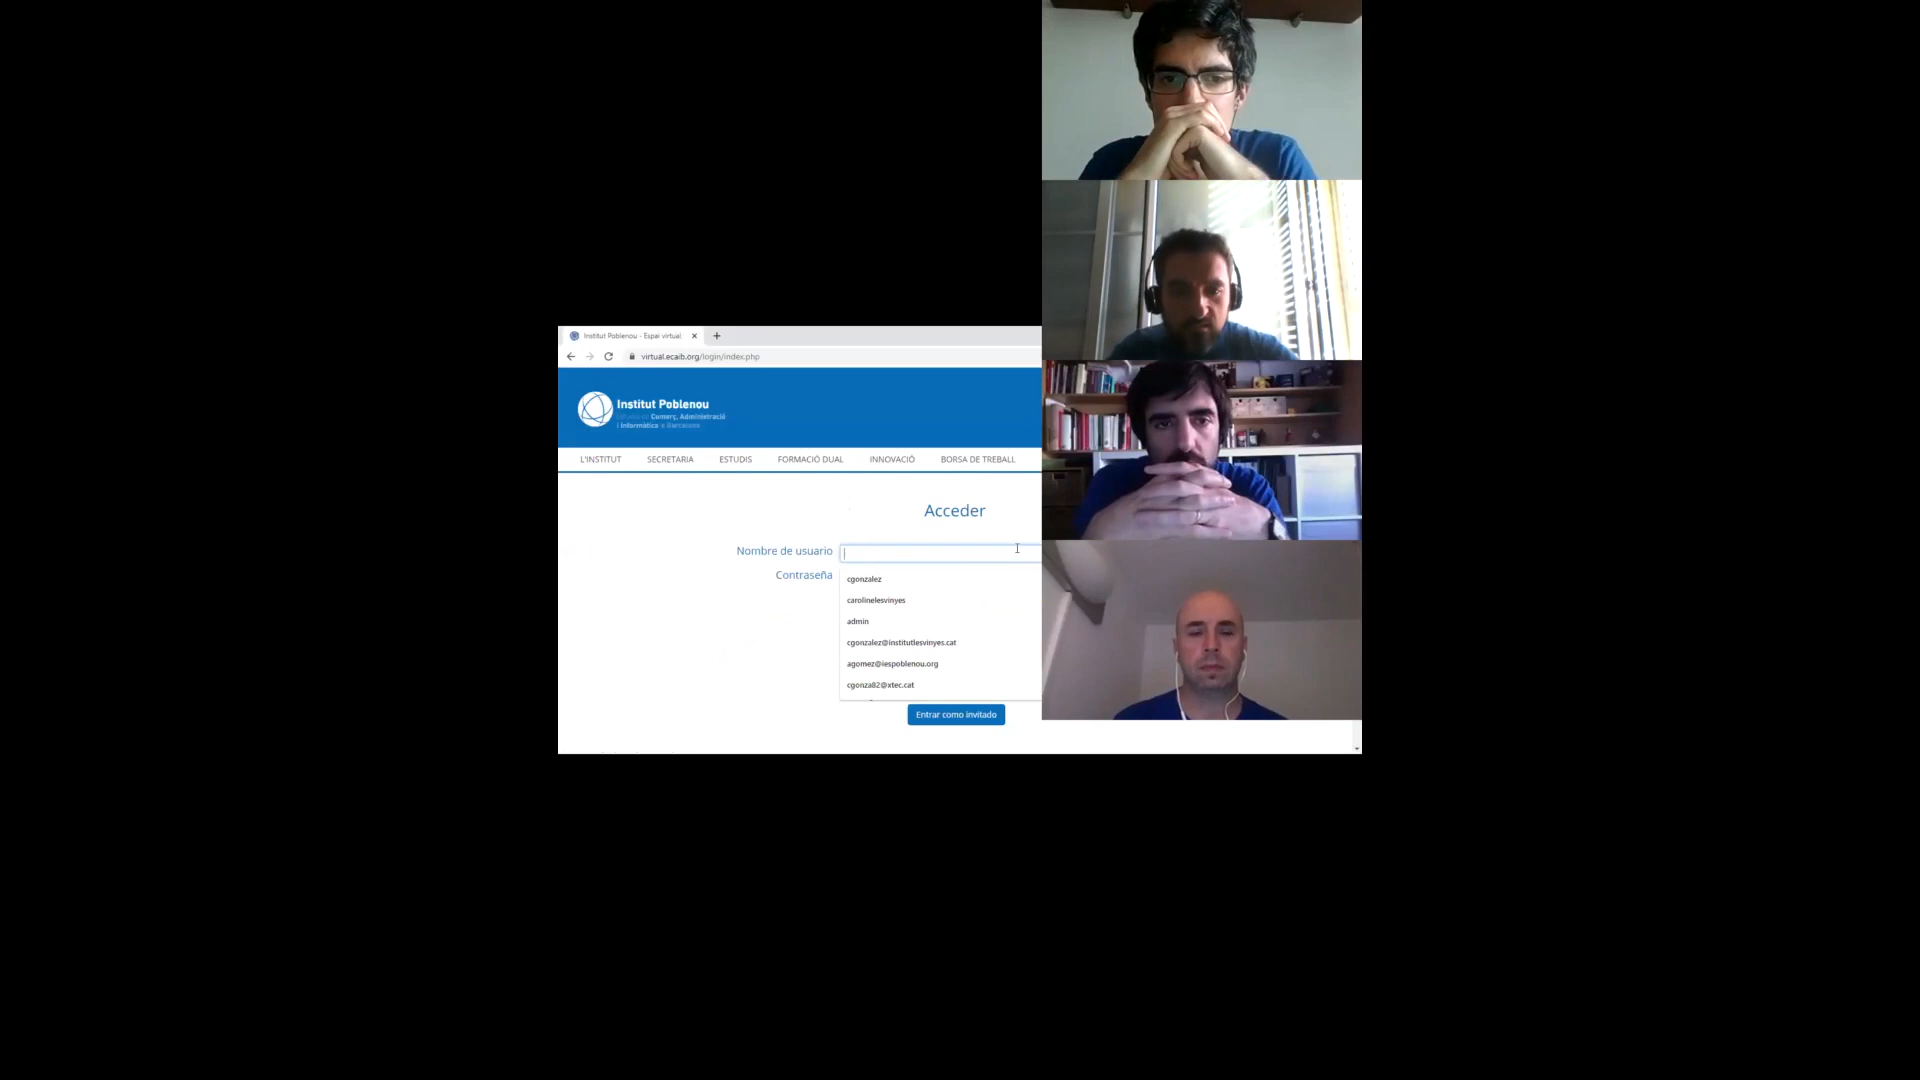 Institut Poblenou - Espai virtual
virtual.ecaib.org/login/index.php
Institut Poblenou
Comerç, Administració
i Informàtica a Barcelona
L'INSTITUT SECRETARIA ESTUDIS FORMACIÓ DUAL INNOVACIÓ BORSA DE TREBALL
Acceder
Nombre de usuario
Contraseña
cgonzalez
carolinelesvinyes
admin
cgonzalez@institutlesvinyes.cat
agomez@iespoblenou.org
cgonza82@xtec.cat
Entrar como invitado